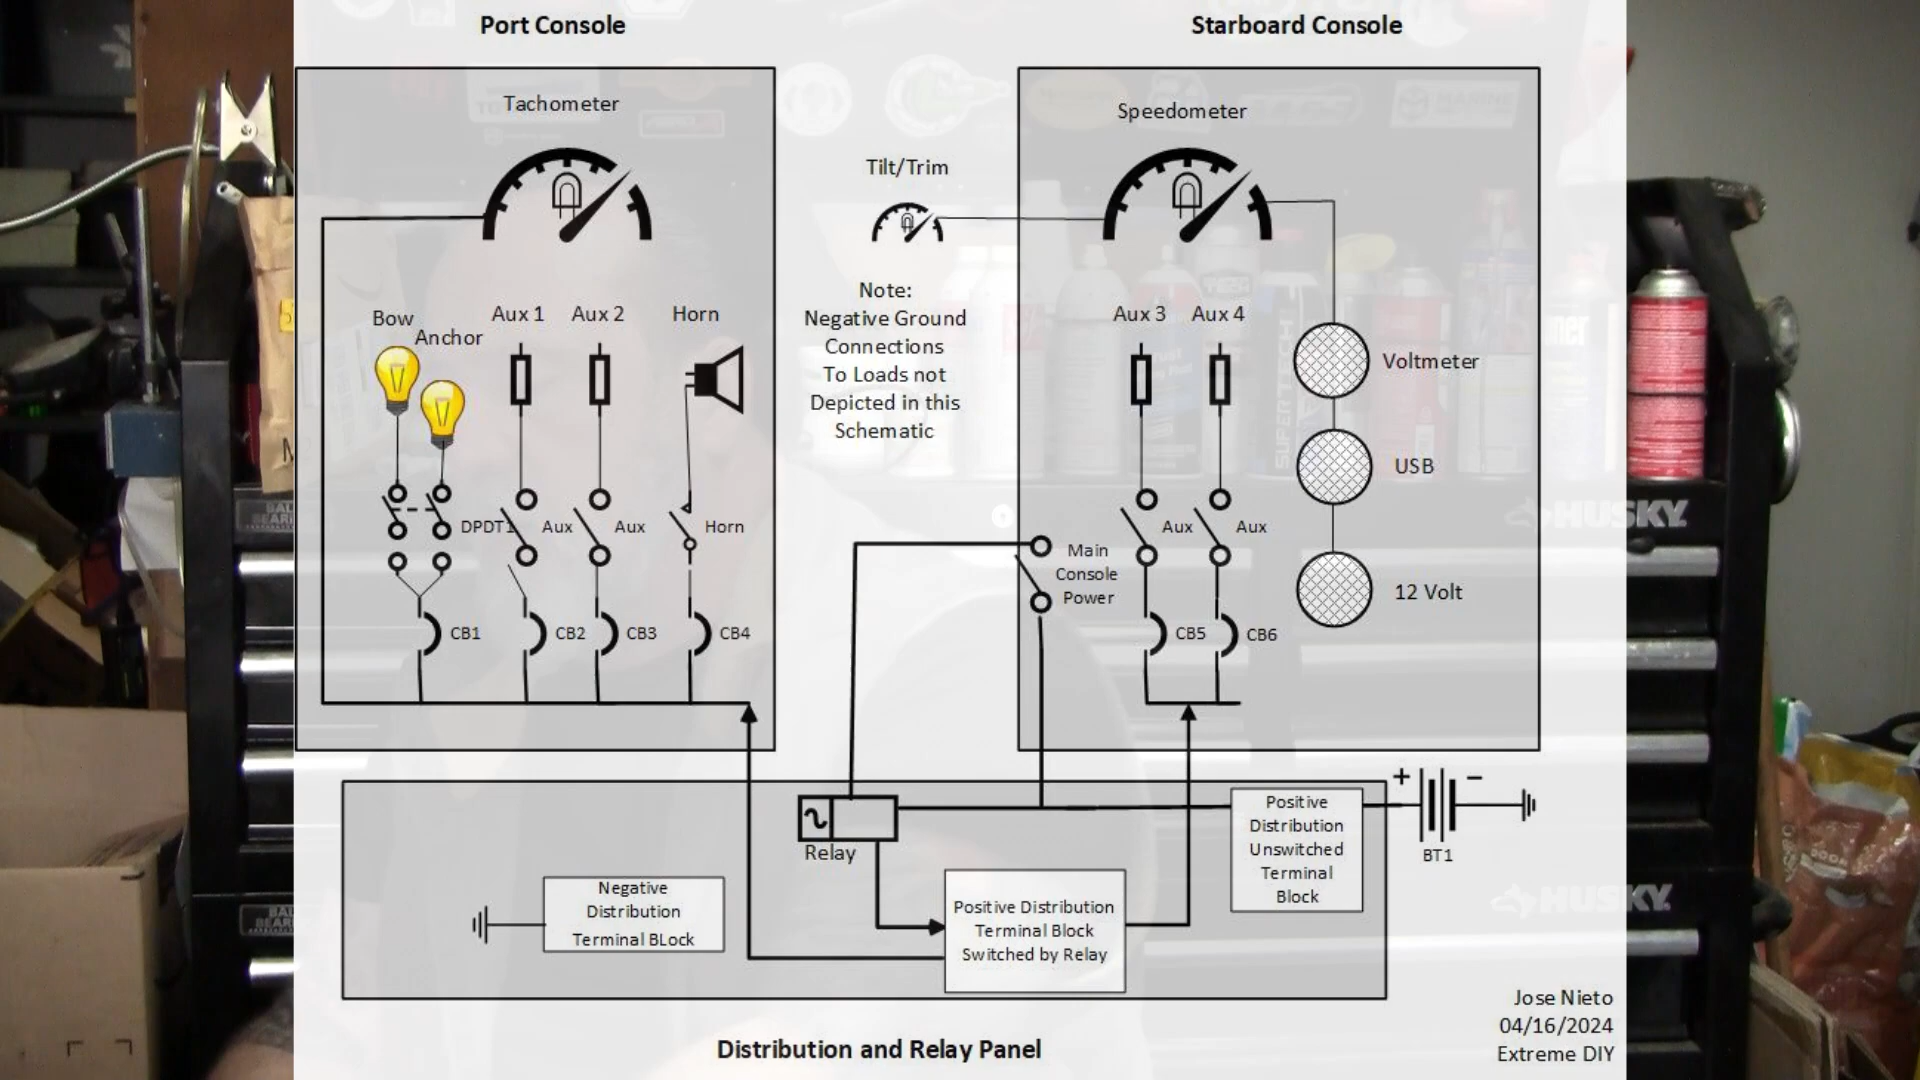 Port Console
Starboard Console
Tachometer
Speedometer
Tilt/Trim
Bow
Anchor
Aux 1
Aux 2
Horn
Note:
Negative Ground
Connections
To Loads not
Depicted in this
Schematic
Aux 3
Aux 4
Voltmeter
USB
12 Volt
DPDT1
Aux
Aux
Horn
Main
Console
Power
Aux
Aux
CB1
CB2
CB3
CB4
CB5
CB6
HUSKY
Relay
Negative
Distribution
Terminal BLock
Positive Distribution
Terminal Block
Switched by Relay
Positive
Distribution
Unswitched
Terminal
Block
+
−
BT1
HUSKY
Distribution and Relay Panel
Jose Nieto
04/16/2024
Extreme DIY